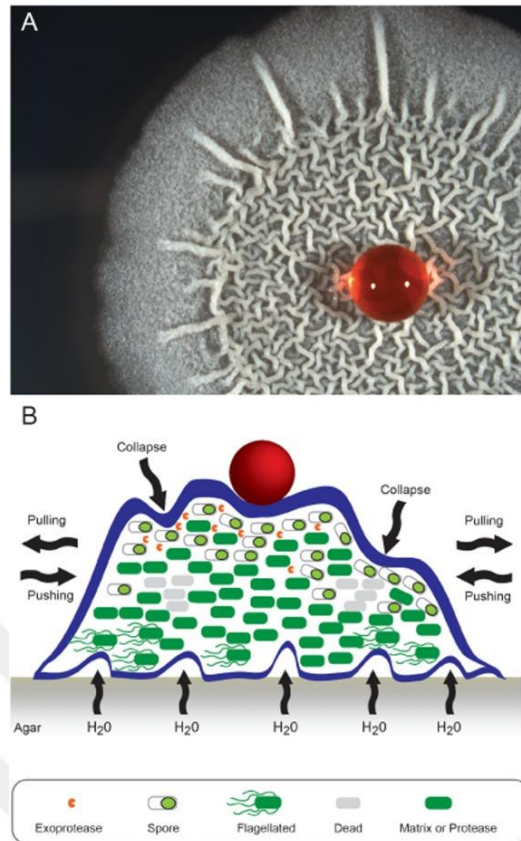 A
B
Collapse
Collapse
Pulling
Pulling
Pushing
Pushing
Agar
H20
H20
H20
H20
H20
Exoprotease
Spore
Flagellated
Dead
Matrix or Protease